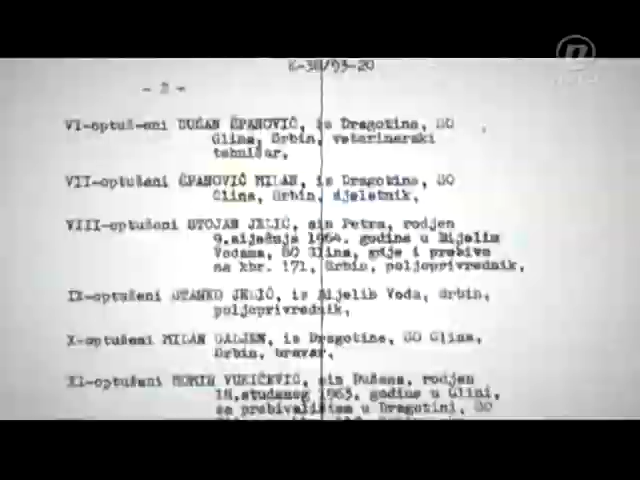 K-38/93-20
- 2 -
VI-optuženi DUŠAN ŠPANOVIĆ, iz Dragotine, SO
Glina, Srbin, veterinarski
tehničar,
VII-optuženi ŠPANOVIĆ MILAN, iz Dragotine, SO
Glina, Srbin, djelatnik,
VIII-optuženi STOJAN JELIĆ, sin Petra, rodjen
9.siječnja 1964. godine u Bijelim
Vodama, SO Glina, gdje i prebiva
na kbr. 171, Srbin, poljoprivrednik,
IX-optuženi STANKO JELIĆ, iz Bijelih Voda, Srbin,
poljoprivrednik,
X-optuženi MILAN iz Dragotine, SO Glina,
Srbin, bravar,
XI-optuženi VUKIČEVIĆ, sin Dušana, rodjen
18.studenog 1963. godine u Glini,
sa prebivalištem u Dragotini, SO